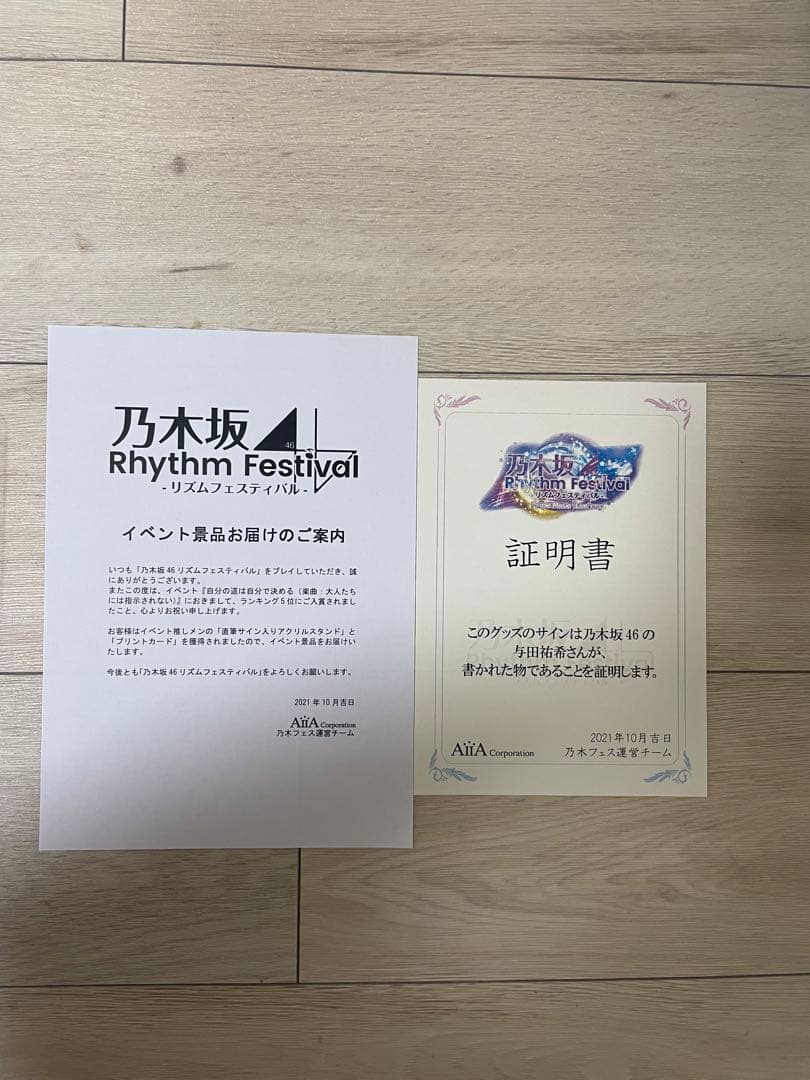 乃木坂46
Rhythm Festival
- リズムフェスティバル -
イベント景品お届けのご案内
いつも「乃木坂46リズムフェスティバル」をプレイしていただき、誠
にありがとうございます。
またこの度は、イベント『自分の道は自分で決める（楽曲：大人たち
には指示されない）』におきまして、ランキング5位にご入賞されまし
たこと、心よりお祝い申し上げます。
お客様はイベント推しメンの「直筆サイン入りアクリルスタンド」と
「プリントカード」を獲得されましたので、イベント景品をお届けい
たします。
今後とも「乃木坂46リズムフェスティバル」をよろしくお願いします。
2021年10月吉日
AiiA Corporation
乃木フェス運営チーム
乃木坂
Rhythm Festival
- リズムフェスティバル -
証明書
このグッズのサインは乃木坂46の
与田祐希さんが、
書かれた物であることを証明します。
2021年10月吉日
AiiA Corporation
乃木フェス運営チーム